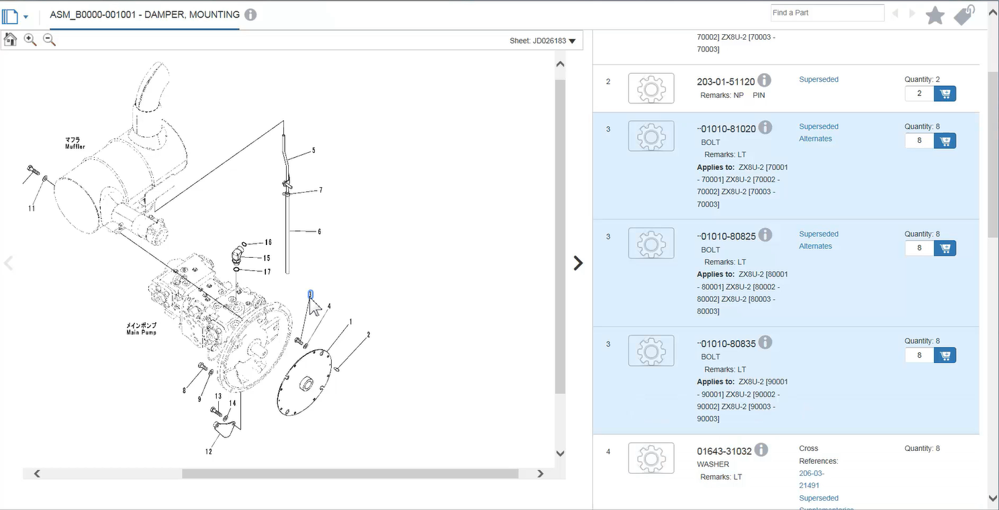 ASM_B0000-001001 - DAMPER, MOUNTING
Find a Part
Sheet: JD026183
マフラ
Muffler
11
5
7
6
16
15
17
メインポンプ
Main Pump
4
1
2
8
9
13
14
12
70002] ZX8U-2 [70003 -
70003]
2
203-01-51120
Remarks: NP PIN
Superseded
Quantity: 2
2
3
··01010-81020
BOLT
Remarks: LT
Applies to: ZX8U-2 [70001
- 70001] ZX8U-2 [70002 -
70002] ZX8U-2 [70003 -
70003]
Superseded
Alternates
Quantity: 8
8
3
··01010-80825
BOLT
Remarks: LT
Applies to: ZX8U-2 [80001
- 80001] ZX8U-2 [80002 -
80002] ZX8U-2 [80003 -
80003]
Superseded
Alternates
Quantity: 8
8
3
··01010-80835
BOLT
Remarks: LT
Applies to: ZX8U-2 [90001
- 90001] ZX8U-2 [90002 -
90002] ZX8U-2 [90003 -
90003]
Quantity: 8
8
4
01643-31032
WASHER
Remarks: LT
Cross
References:
206-03-
21491
Superseded
Quantity: 8